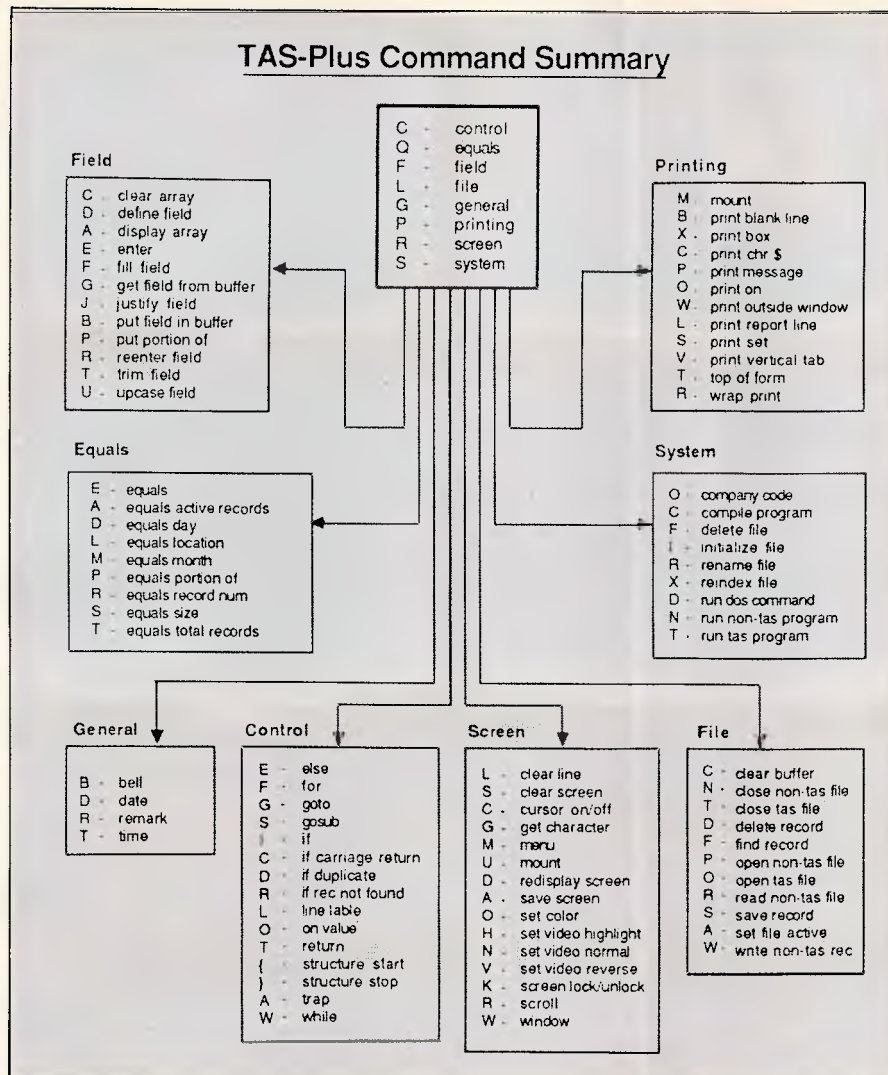 TAS-Plus Command Summary
C - control
Q - equals
F - field
L - file
G - general
P - printing
R - screen
S - system
Field
C - clear array
D - define field
A - display array
E - enter
F - fill field
G - get field from buffer
J - justify field
B - put field in buffer
P - put portion of
R - reenter field
T - trim field
U - upcase field
Printing
M - mount
B - print blank line
X - print box
C - print chr $
P - print message
O - print on
W - print outside window
L - print report line
S - print set
V - print vertical tab
T - top of form
R - wrap print
Equals
E - equals
A - equals active records
D - equals day
L - equals location
M - equals month
P - equals portion of
R - equals record num
S - equals size
T - equals total records
System
O - company code
C - compile program
F - delete file
I - initialize file
R - rename file
X - reindex file
D - run dos command
N - run non-tas program
T - run tas program
General
B - bell
D - date
R - remark
T - time
Control
E - else
F - for
G - goto
S - gosub
I - if
C - if carriage return
D - if duplicate
R - if rec not found
L - line table
O - on value
T - return
{ - structure start
} - structure stop
A - trap
W - while
Screen
L - clear line
S - clear screen
C - cursor on/off
G - get character
M - menu
U - mount
D - redisplay screen
A - save screen
O - set color
H - set video highlight
N - set video normal
V - set video reverse
K - screen lock/unlock
R - scroll
W - window
File
C - clear buffer
N - close non-tas file
T - close tas file
D - delete record
F - find record
P - open non-tas file
O - open tas file
R - read non-tas file
S - save record
A - set file active
W - write non-tas rec